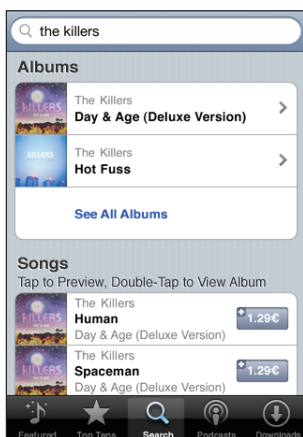 the killers
Albums
The Killers
Day & Age (Deluxe Version)
The Killers
Hot Fuss
See All Albums
Songs
Tap to Preview, Double-Tap to View Album
The Killers
Human
1.29€
Day & Age (Deluxe Version)
The Killers
Spaceman
1.29€
Day & Age (Deluxe Version)
Featured Top Tens Search Podcasts Downloads